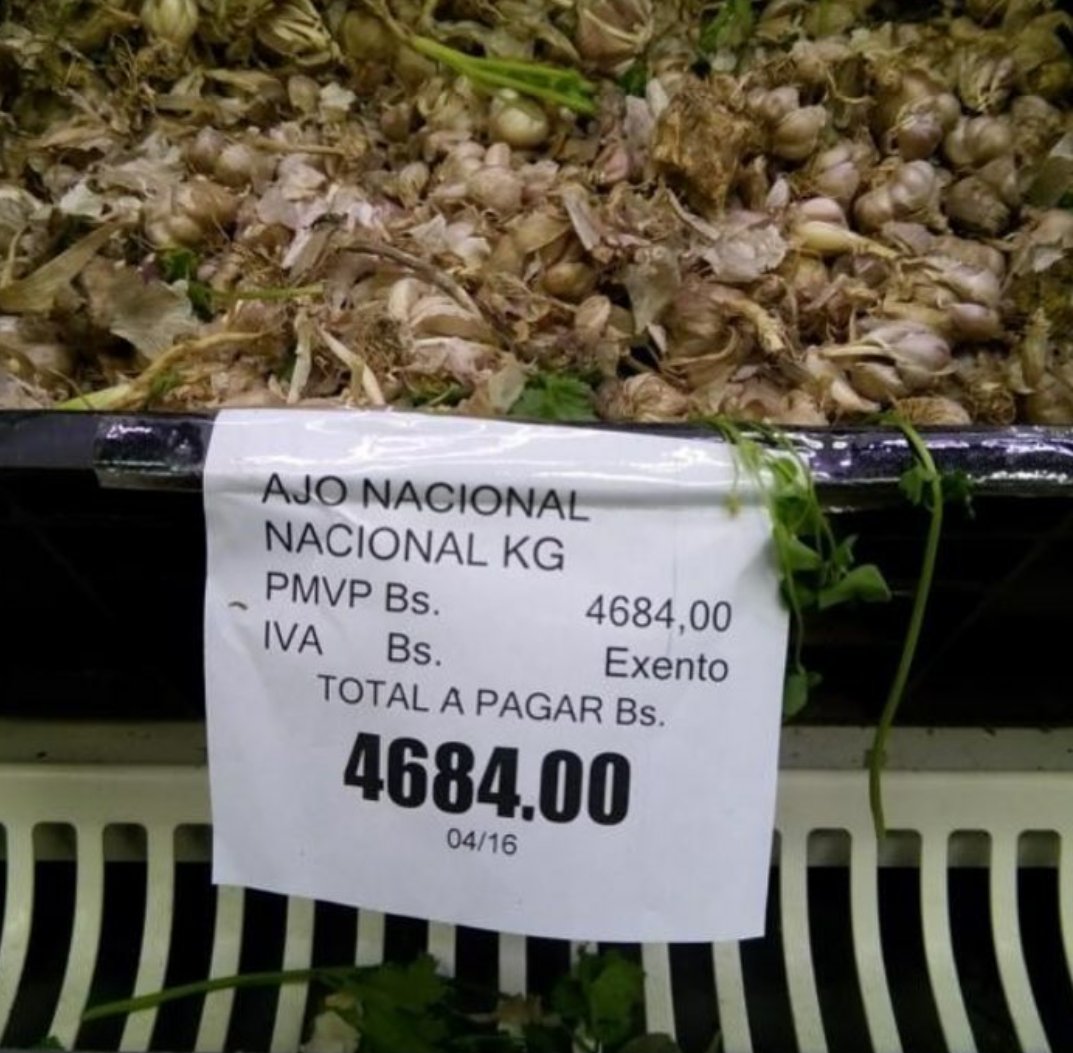 AJO NACIONAL
NACIONAL KG
PMVP Bs. 4684,00
IVA Bs. Exento
TOTAL A PAGAR Bs.
4684.00
04/16